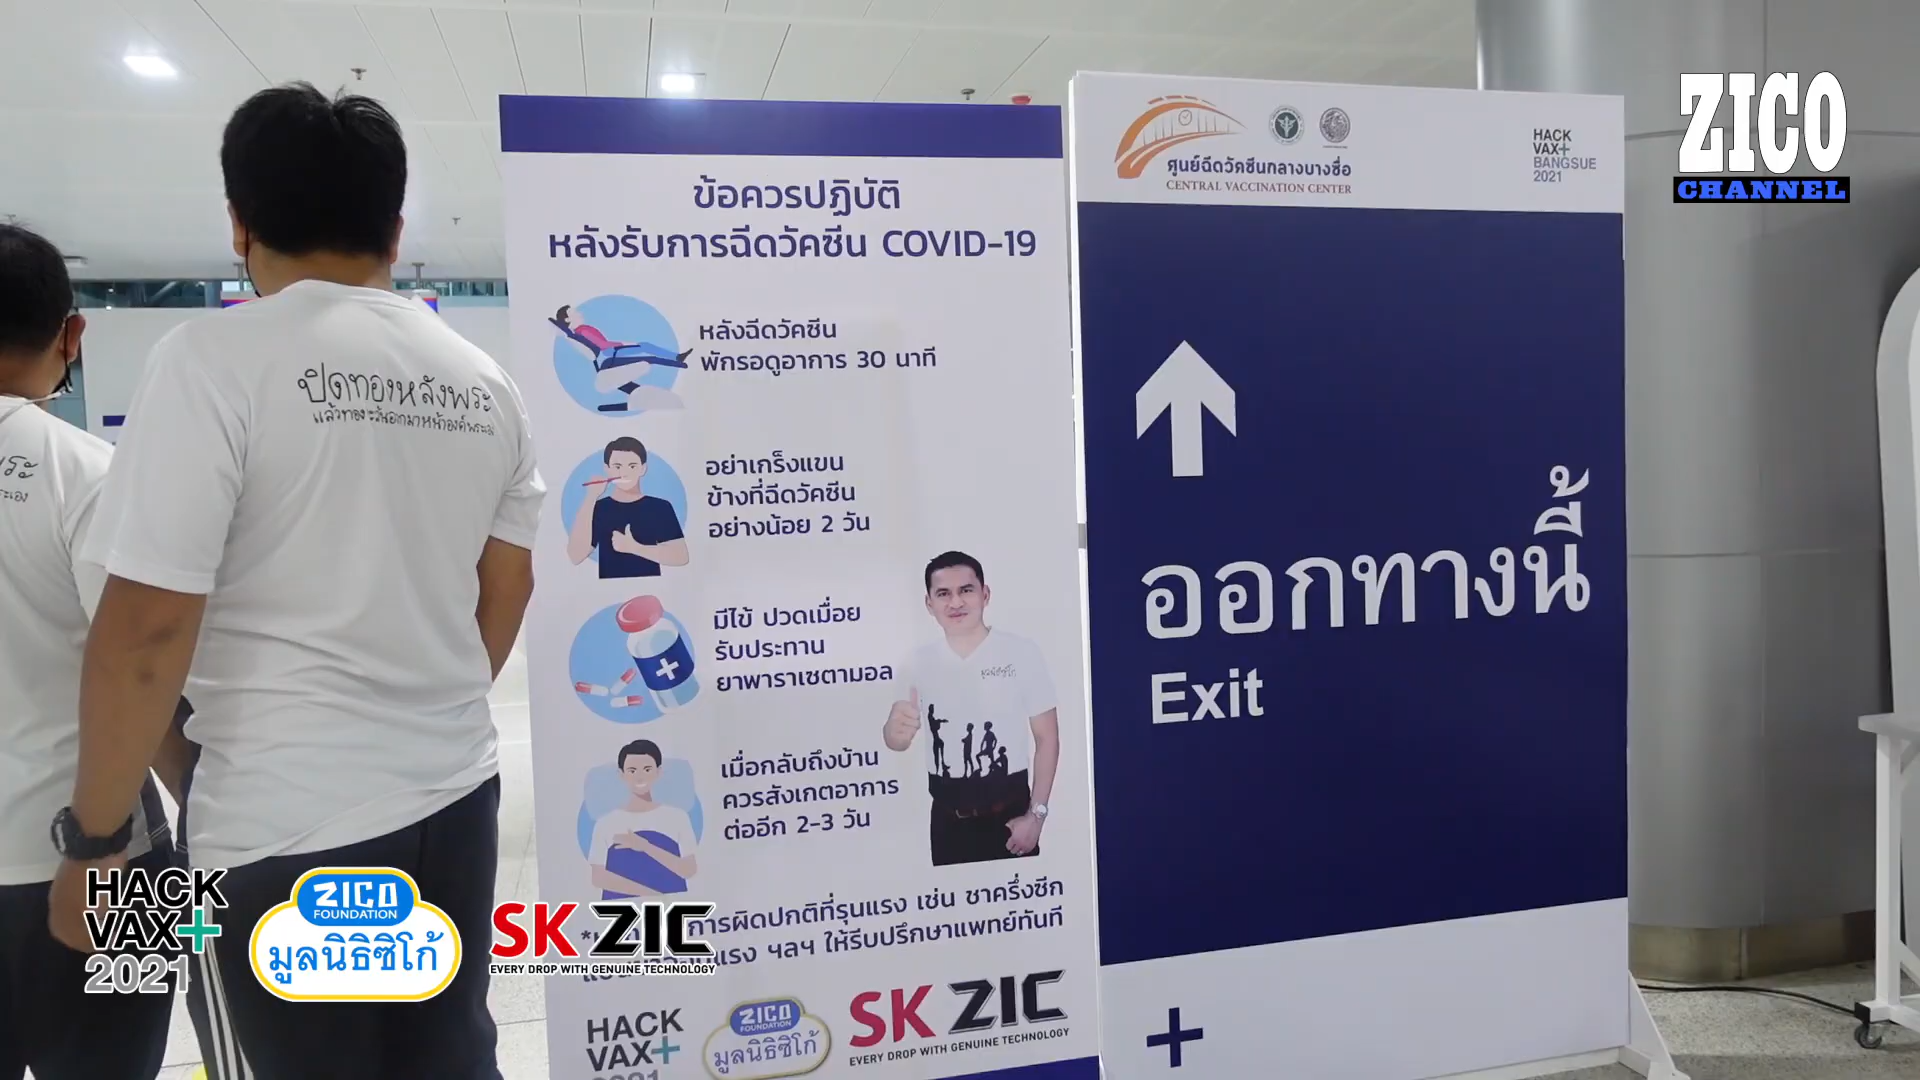 ZICO
CHANNEL
ปิดทองหลังพระ
ข้อควรปฏิบัติ
หลังรับการฉีดวัคซีน COVID-19
หลังฉีดวัคซีน
พักรอดูอาการ 30 นาที
อย่าเกร็งแขน
ข้างที่ฉีดวัคซีน
อย่างน้อย 2 วัน
มีไข้ ปวดเมื่อย
รับประทาน
ยาพาราเซตามอล
มูลนิธิซิโก้
เมื่อกลับถึงบ้าน
ควรสังเกตอาการ
ต่ออีก 2-3 วัน
การผิดปกติที่รุนแรง เช่น ชาครึ่งซีก
แรง ฯลฯ ให้รีบปรึกษาแพทย์ทันที
HACK
VAX+
ZICO
FOUNDATION
มูลนิธิซิโก้
SK ZIC
EVERY DROP WITH GENUINE TECHNOLOGY
ศูนย์ฉีดวัคซีนกลางบางซื่อ
CENTRAL VACCINATION CENTER
HACK
VAX+
BANGSUE
2021
ออกทางนี้
Exit
HACK
VAX+
2021
ZICO
FOUNDATION
มูลนิธิซิโก้
SK ZIC
EVERY DROP WITH GENUINE TECHNOLOGY